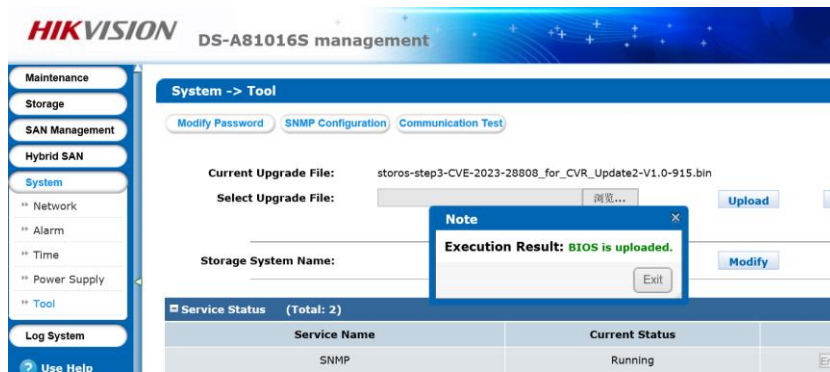 HIKVISION DS-A81016S management
Maintenance
Storage
SAN Management
Hybrid SAN
System
Network
Alarm
Time
Power Supply
Tool
Log System
Use Help
System -> Tool
Modify Password SNMP Configuration Communication Test
Current Upgrade File: storos-step3-CVE-2023-28808_for_CVR_Update2-V1.0-915.bin
Select Upgrade File: 浏览... Upload
Note
Execution Result: BIOS is uploaded.
Exit
Storage System Name: Modify
Service Status (Total: 2)
Service Name Current Status
SNMP Running